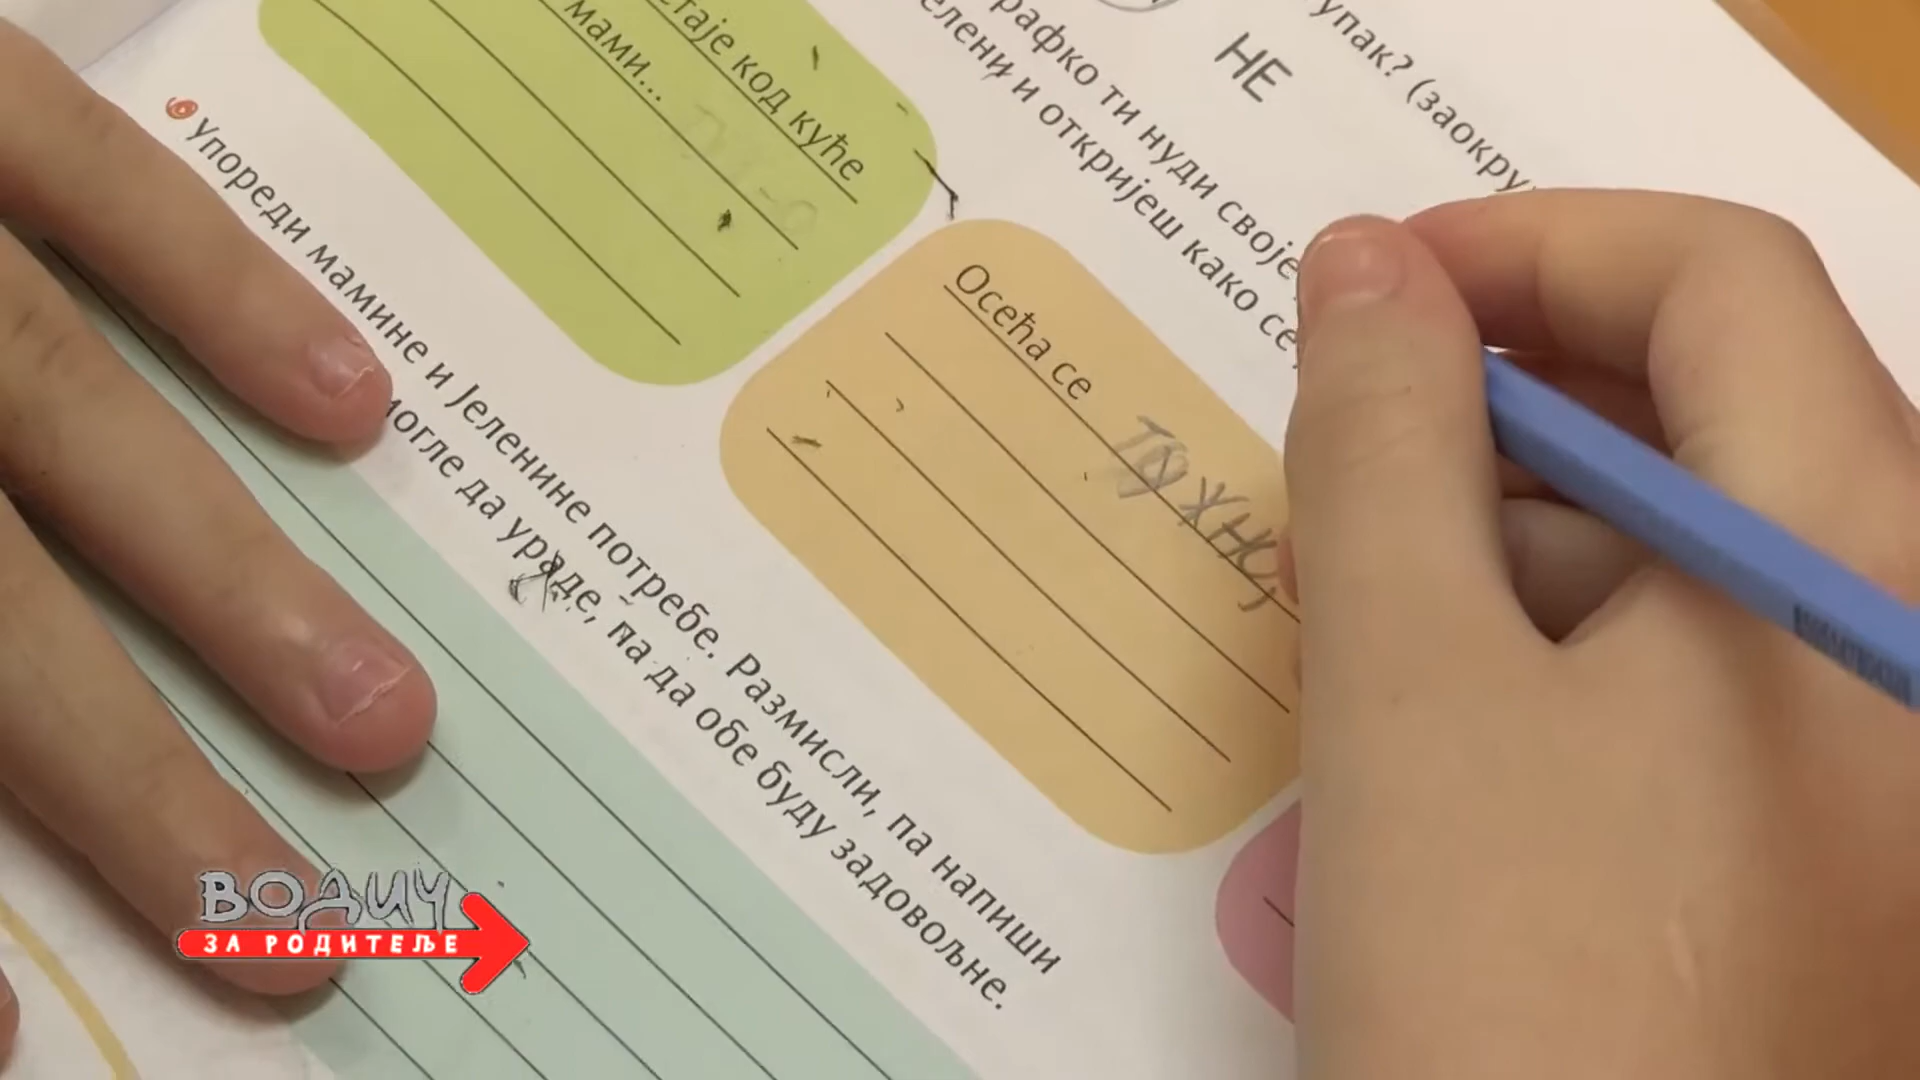 упак? (заокру
НЕ
рафко ти нуди своје
елени и откријеш како се
стаје код куће
мами...
Осећа се тужно,
Упореди мамине и Јеленине потребе. Размисли, па напиши
могле да ураде, па да обе буду задовољне.
ВОДИЧ
ЗА РОДИТЕЉЕ